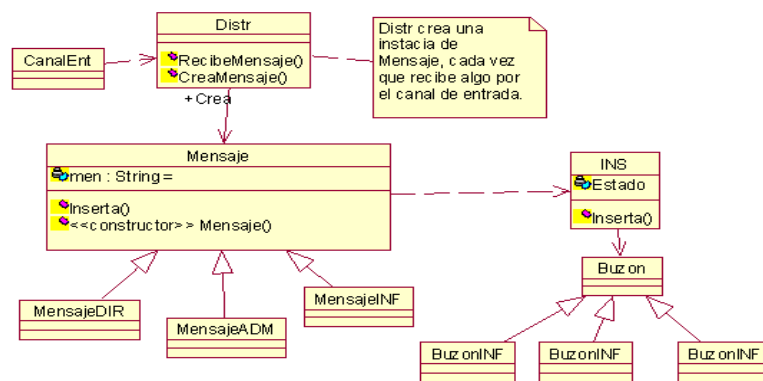 Distr
RecibeMensaje()
CreaMensaje()
Distr crea una
instacia de
Mensaje, cada vez
que recibe algo por
el canal de entrada.
CanalEnt
+ Crea
Mensaje
men : String =
Inserta()
<<constructor>> Mensaje()
INS
Estado
Inserta()
Buzon
MensajeDIR
MensajeADM
MensajeINF
BuzonINF
BuzonINF
BuzonINF